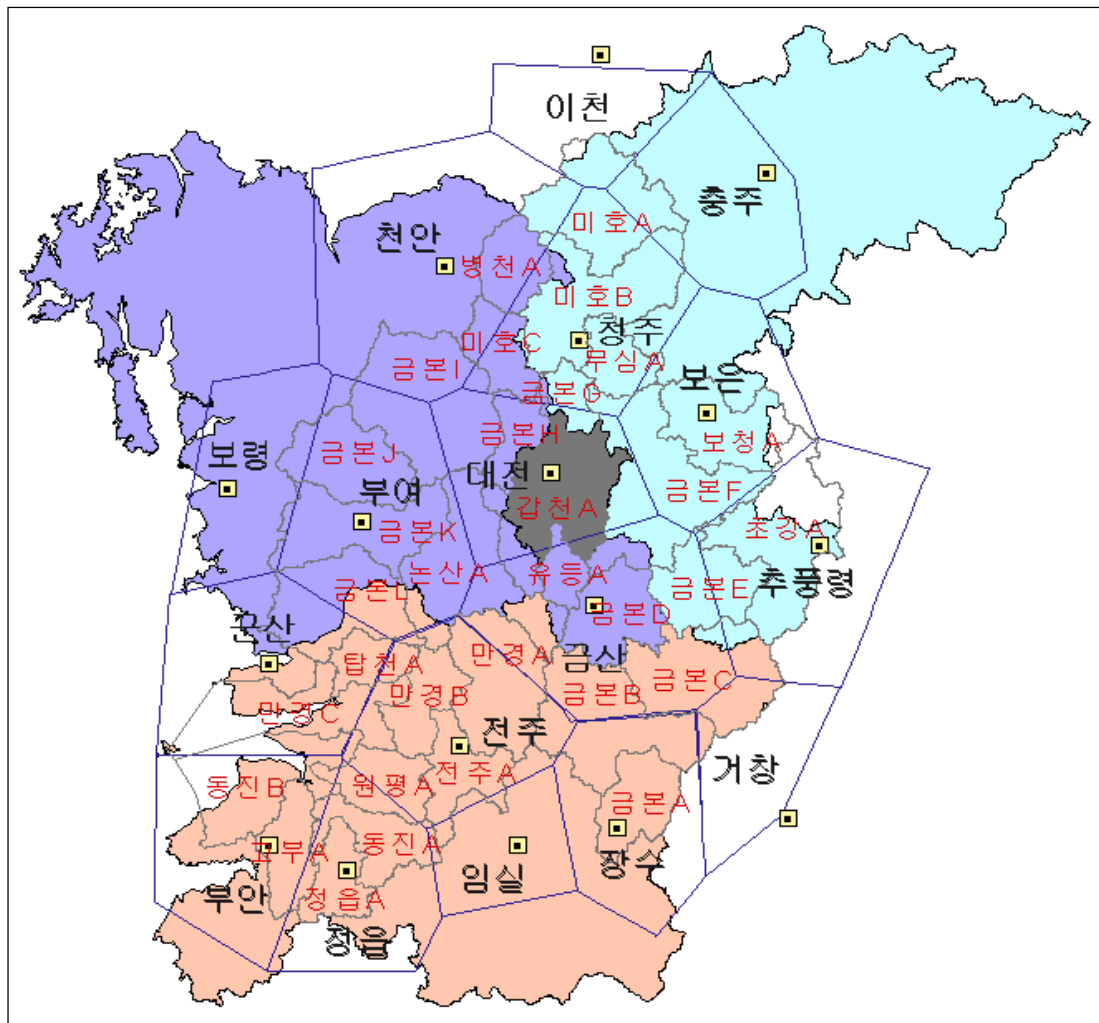 이천
충주
미호A
천안
병천A
미호B
청주
미호C
무심A
금본I
보은
금본G
금본H
보청A
금본J
보령
대전
금본F
부여
갑천A
금본K
초강A
논산A
유등A
추풍령
금본E
금본L
금본D
군산
탑천A
만경A
금산
금본C
만경B
금본B
만경C
전주
거창
동진B
원평A
전주A
금본A
동진A
고부A
임실
장수
부안
정읍A
정읍